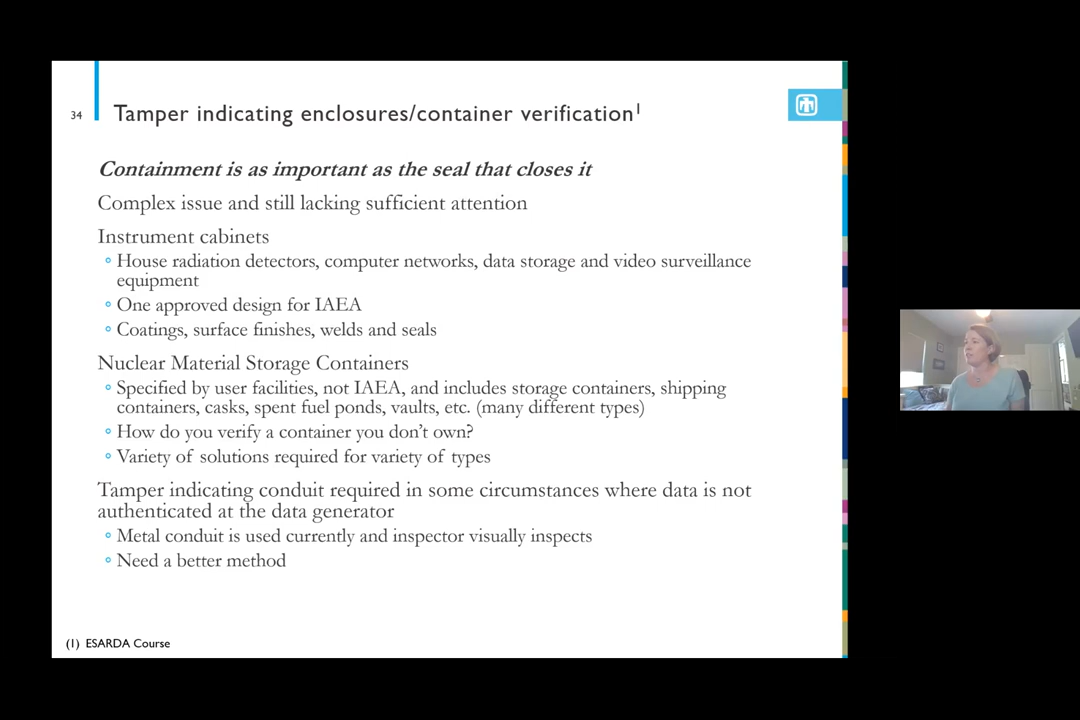 34
Tamper indicating enclosures/container verification¹
Containment is as important as the seal that closes it
Complex issue and still lacking sufficient attention
Instrument cabinets
° House radiation detectors, computer networks, data storage and video surveillance
equipment
° One approved design for IAEA
° Coatings, surface finishes, welds and seals
Nuclear Material Storage Containers
° Specified by user facilities, not IAEA, and includes storage containers, shipping
containers, casks, spent fuel ponds, vaults, etc. (many different types)
° How do you verify a container you don't own?
° Variety of solutions required for variety of types
Tamper indicating conduit required in some circumstances where data is not
authenticated at the data generator
° Metal conduit is used currently and inspector visually inspects
° Need a better method
(1) ESARDA Course